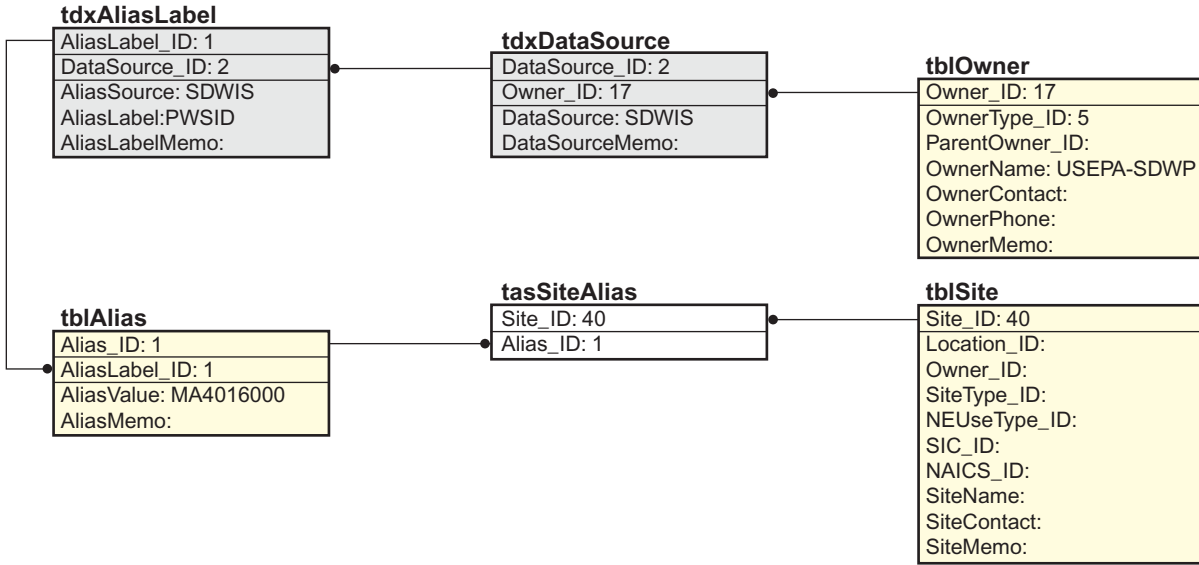 tdxAliasLabel
AliasLabel_ID: 1
DataSource_ID: 2
AliasSource: SDWIS
AliasLabel:PWSID
AliasLabelMemo:
tdxDataSource
DataSource_ID: 2
Owner_ID: 17
DataSource: SDWIS
DataSourceMemo:
tblOwner
Owner_ID: 17
OwnerType_ID: 5
ParentOwner_ID:
OwnerName: USEPA-SDWP
OwnerContact:
OwnerPhone:
OwnerMemo:
tblAlias
Alias_ID: 1
AliasLabel_ID: 1
AliasValue: MA4016000
AliasMemo:
tasSiteAlias
Site_ID: 40
Alias_ID: 1
tblSite
Site_ID: 40
Location_ID:
Owner_ID:
SiteType_ID:
NEUseType_ID:
SIC_ID:
NAICS_ID:
SiteName:
SiteContact:
SiteMemo: